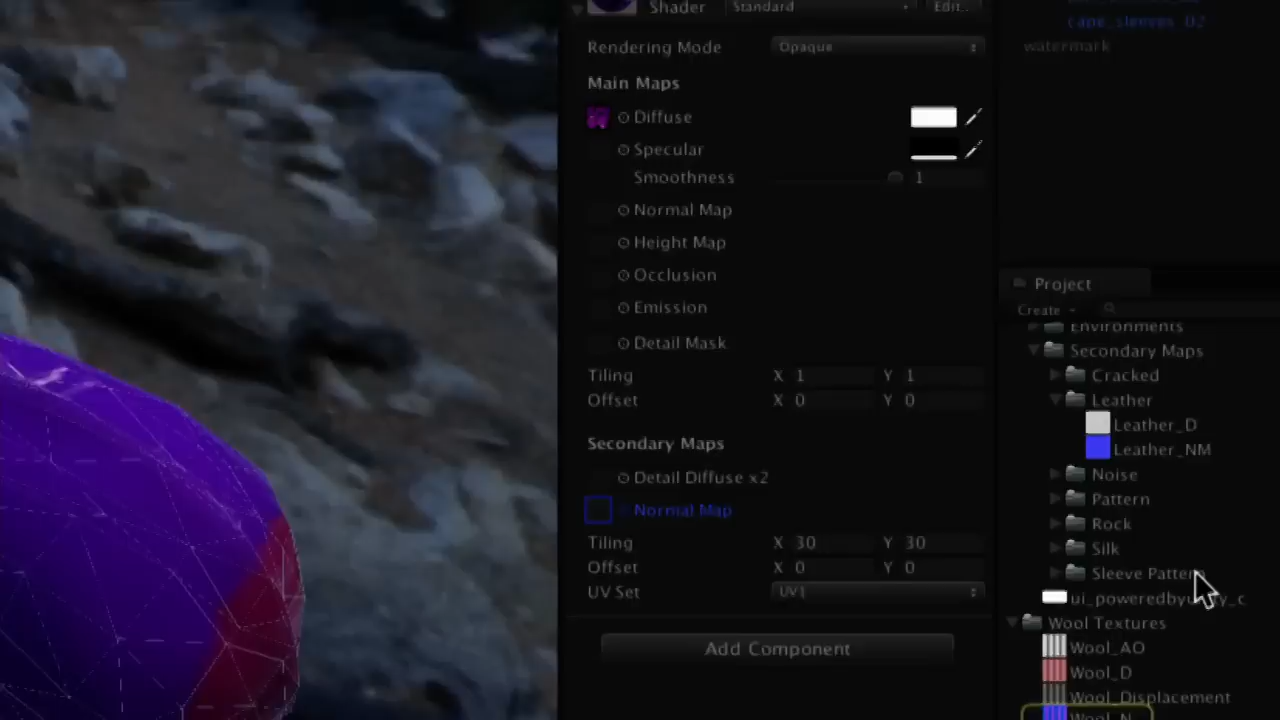 Shader Standard Edit..
cape_sleeves_02
watermark
Rendering Mode Opaque
Main Maps
Diffuse
Specular
Smoothness 1
Normal Map
Height Map
Occlusion
Emission
Detail Mask
Tiling X 1 Y 1
Offset X 0 Y 0
Secondary Maps
Detail Diffuse x2
Normal Map
Tiling X 30 Y 30
Offset X 0 Y 0
UV Set UV1
Add Component
Project
Create
Environments
Secondary Maps
Cracked
Leather
Leather_D
Leather_NM
Noise
Pattern
Rock
Silk
Sleeve Pattern
Wool Textures
Wool_AO
Wool_D
Wool_Displacement